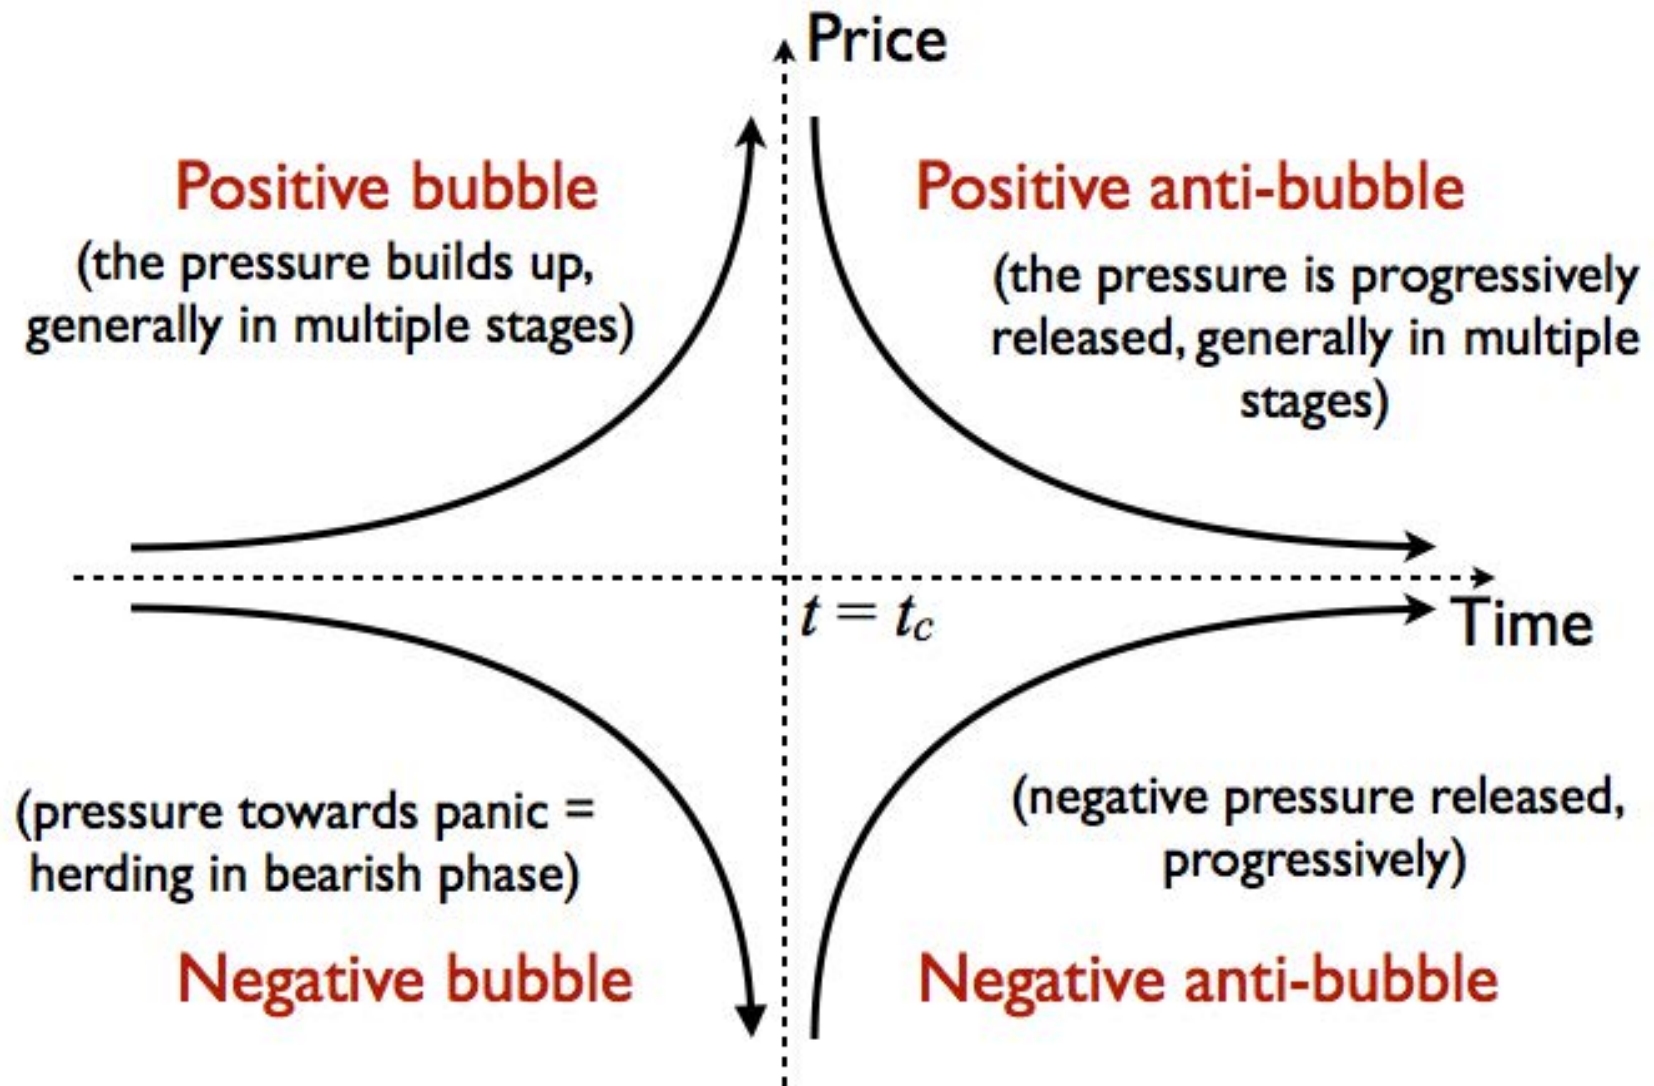 Price
Positive bubble
(the pressure builds up,
generally in multiple stages)
Positive anti-bubble
(the pressure is progressively
released, generally in multiple
stages)
t = t_c
Time
(pressure towards panic =
herding in bearish phase)
Negative bubble
(negative pressure released,
progressively)
Negative anti-bubble